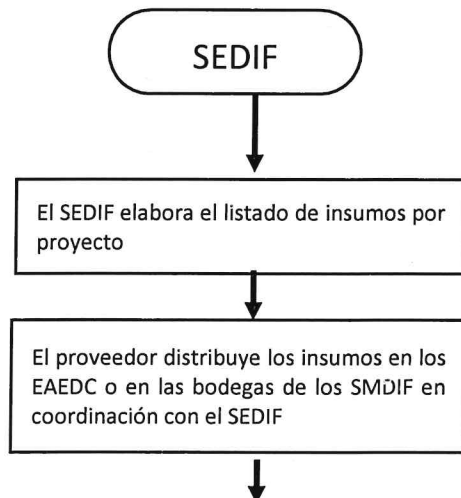 SEDIF
El SEDIF elabora el listado de insumos por
proyecto
El proveedor distribuye los insumos en los
EAEDC o en las bodegas de los SMDIF en
coordinación con el SEDIF